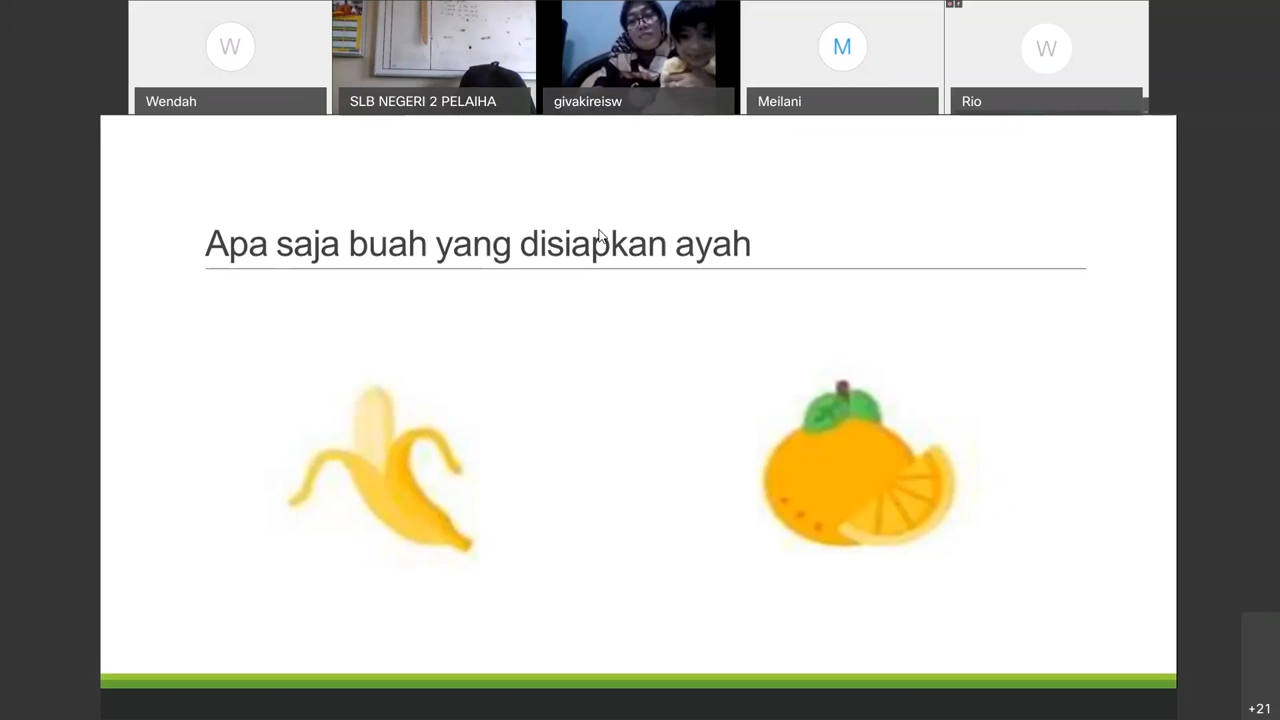 W
M
W
Wendah
SLB NEGERI 2 PELAIHA
givakireisw
Meilani
Rio
Apa saja buah yang disiapkan ayah
+21